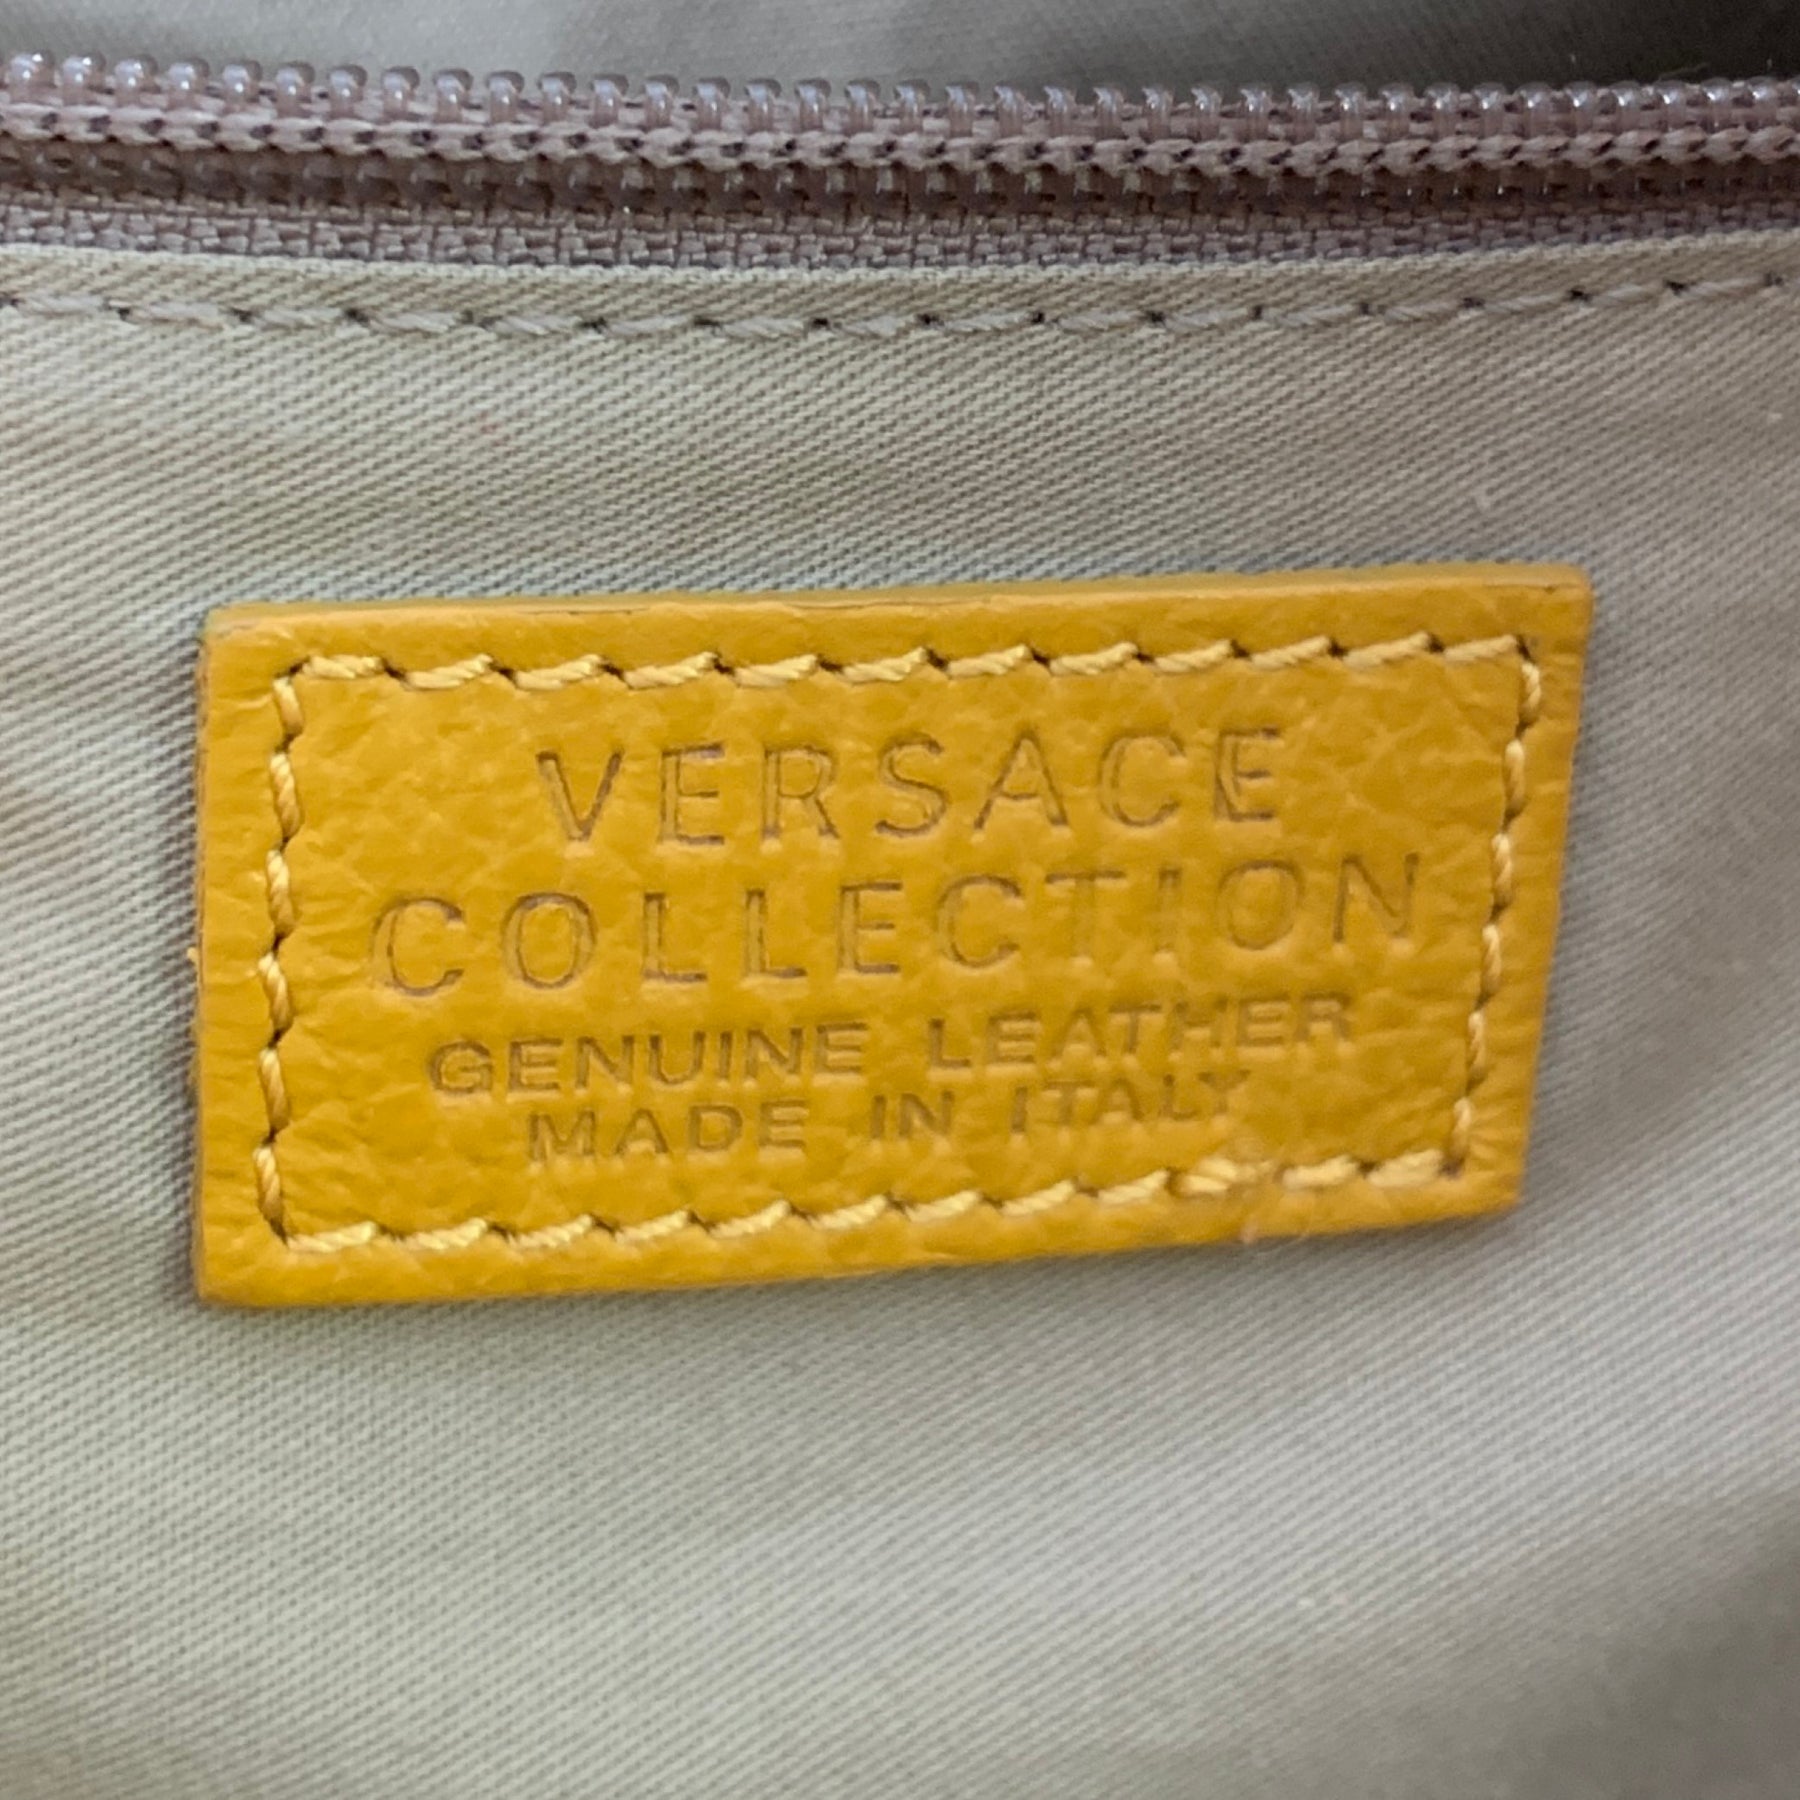 VERSACE
COLLECTION
GENUINE LEATHER
MADE IN ITALY